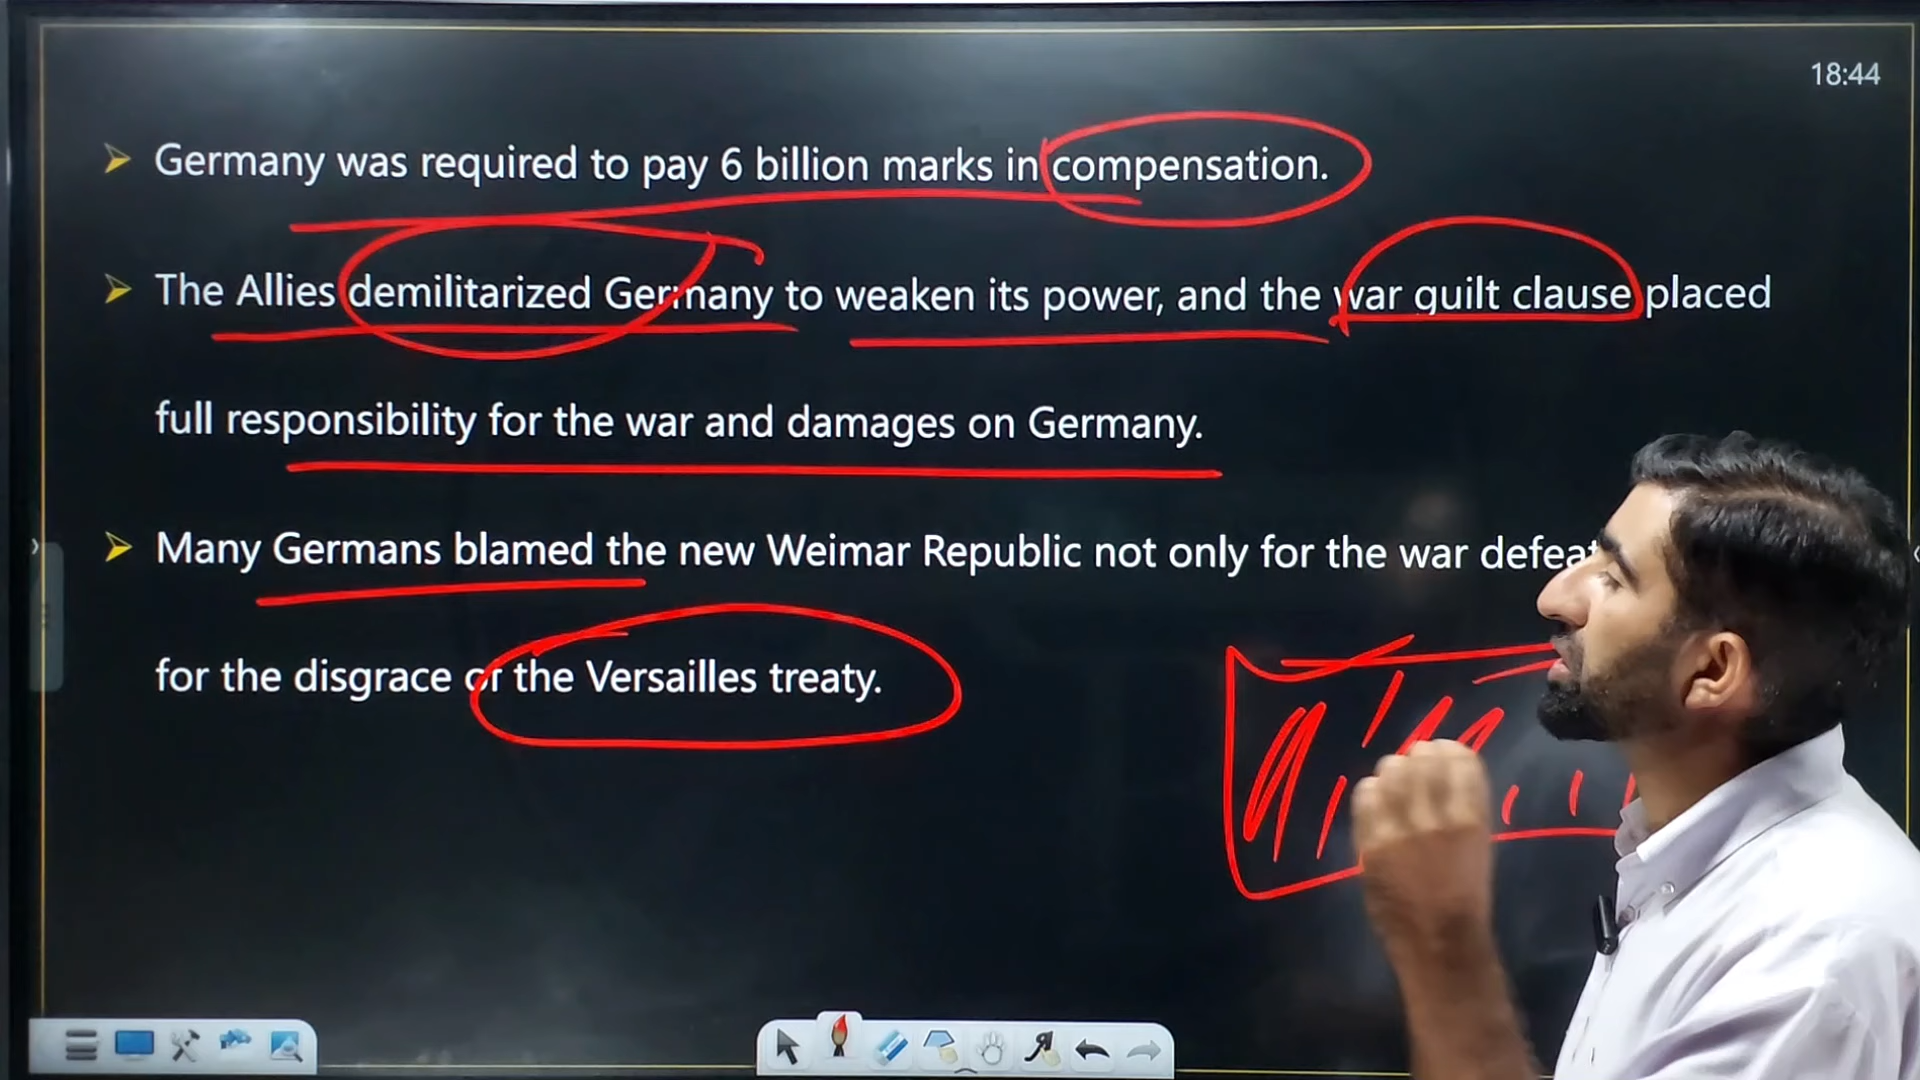 18:44
Germany was required to pay 6 billion marks in compensation.
The Allies demilitarized Germany to weaken its power, and the war guilt clause placed
full responsibility for the war and damages on Germany.
Many Germans blamed the new Weimar Republic not only for the war defeat
for the disgrace of the Versailles treaty.